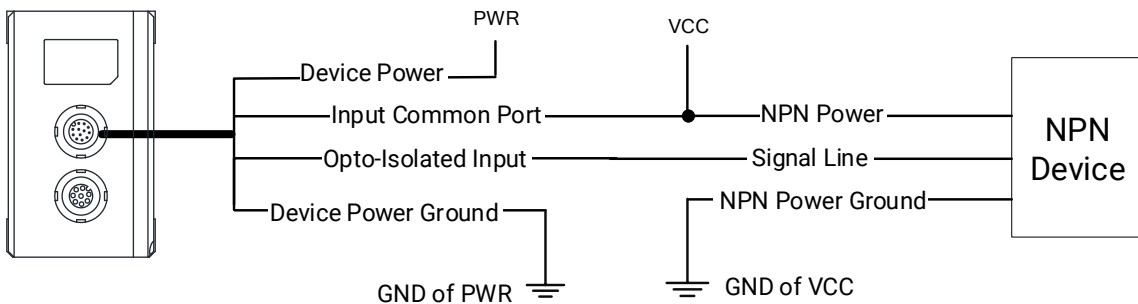 PWR
VCC
Device Power
Input Common Port
NPN Power
NPN
Device
Opto-Isolated Input
Signal Line
Device Power Ground
NPN Power Ground
GND of PWR
GND of VCC